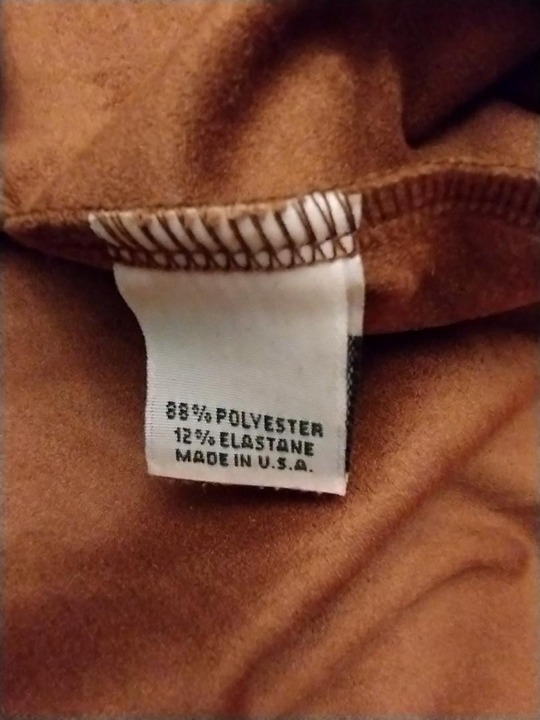 88% POLYESTER
12% ELASTANE
MADE IN U.S.A.